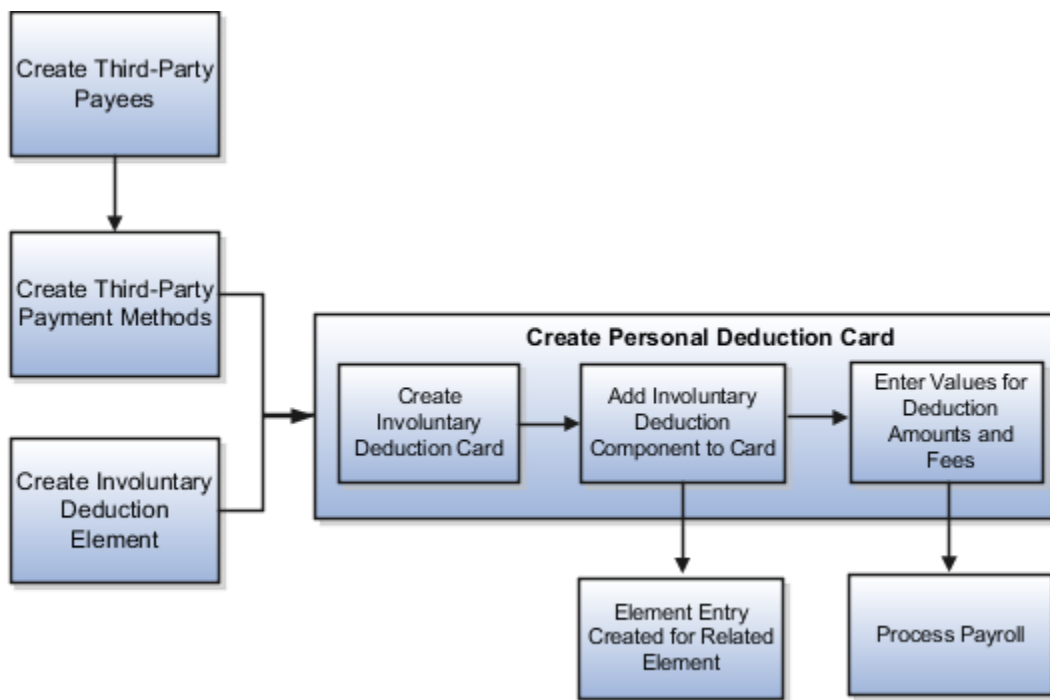 Create Third-Party
Payees
Create Third-Party
Payment Methods
Create Involuntary
Deduction
Element
Create Personal Deduction Card
Create
Involuntary
Deduction Card
Add Involuntary
Deduction
Component to Card
Enter Values for
Deduction
Amounts and
Fees
Element Entry
Created for Related
Element
Process Payroll